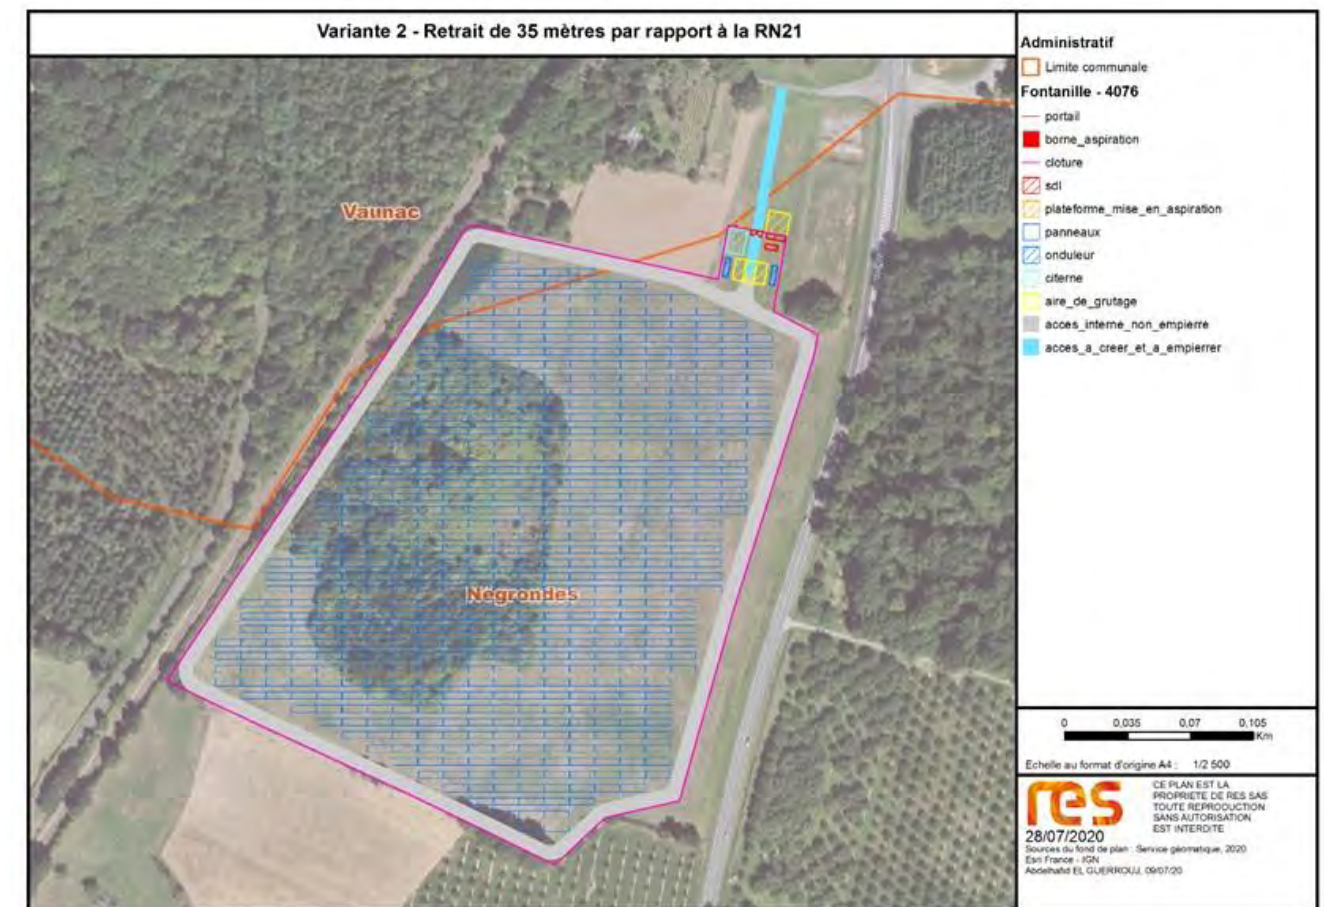 Variante 2 - Retrait de 35 mètres par rapport à la RN21
Vaunac
Négrondes
Administratif
Limite communale
Fontanille - 4076
portail
borne_aspiration
cloture
sdl
plateforme_mise_en_aspiration
panneaux
onduleur
citerne
aire_de_grutage
acces_interne_non_empierre
acces_a_creer_et_a_empierrer
0 0,035 0,07 0,105
Km
Echelle au format d'origine A4 : 1/2 500
res
CE PLAN EST LA
PROPRIETE DE RES SAS
TOUTE REPRODUCTION
SANS AUTORISATION
EST INTERDITE
28/07/2020
Sources du fond de plan : Service géomatique, 2020
Esri France - IGN
Abdelhafid EL GUERROUJ, 09/07/20